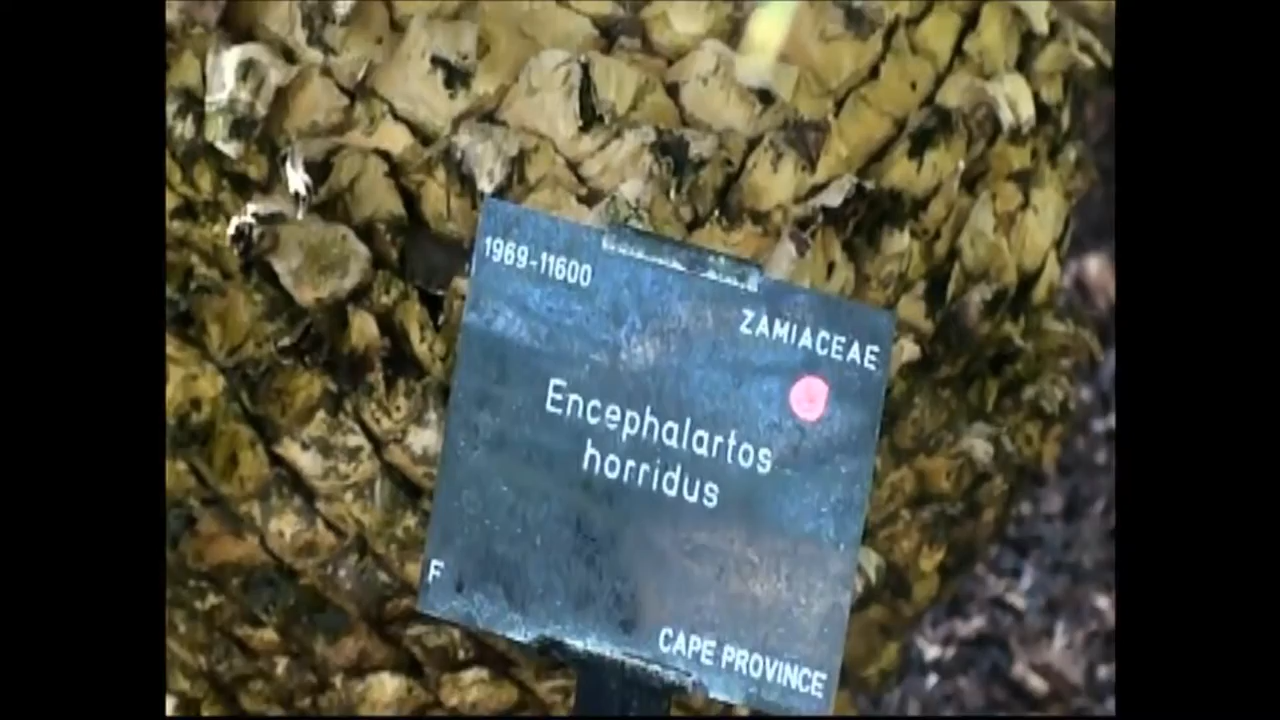 1969-11600
ZAMIACEAE
Encephalartos
horridus
F
CAPE PROVINCE